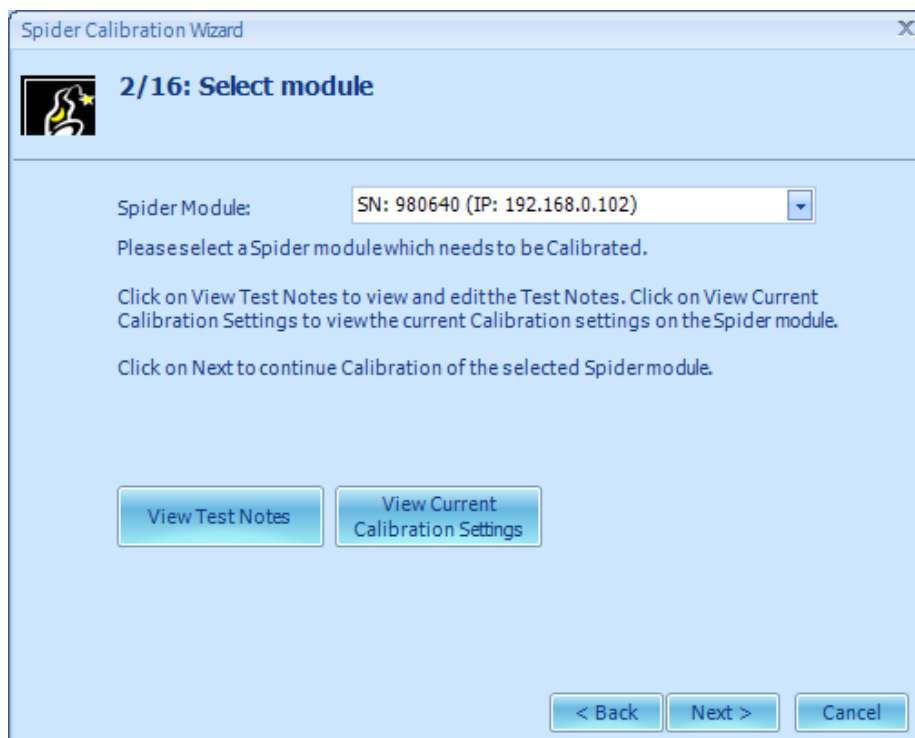 Spider Calibration Wizard
X
2/16: Select module
Spider Module:
SN: 980640 (IP: 192.168.0.102)
Please select a Spider module which needs to be Calibrated.
Click on View Test Notes to view and edit the Test Notes. Click on View Current
Calibration Settings to view the current Calibration settings on the Spider module.
Click on Next to continue Calibration of the selected Spider module.
View Test Notes
View Current
Calibration Settings
< Back
Next >
Cancel